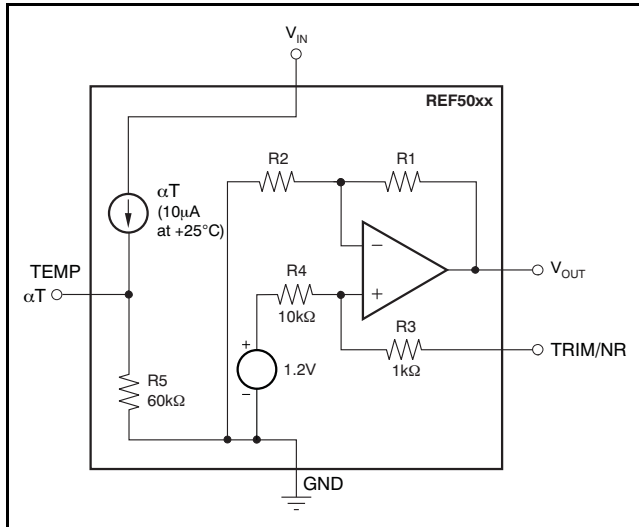 V_IN
REF50xx
R2
R1
αT
(10μA
at +25°C)
TEMP
αT
−
+
R4
10kΩ
V_OUT
R3
1kΩ
TRIM/NR
+
1.2V
−
R5
60kΩ
GND